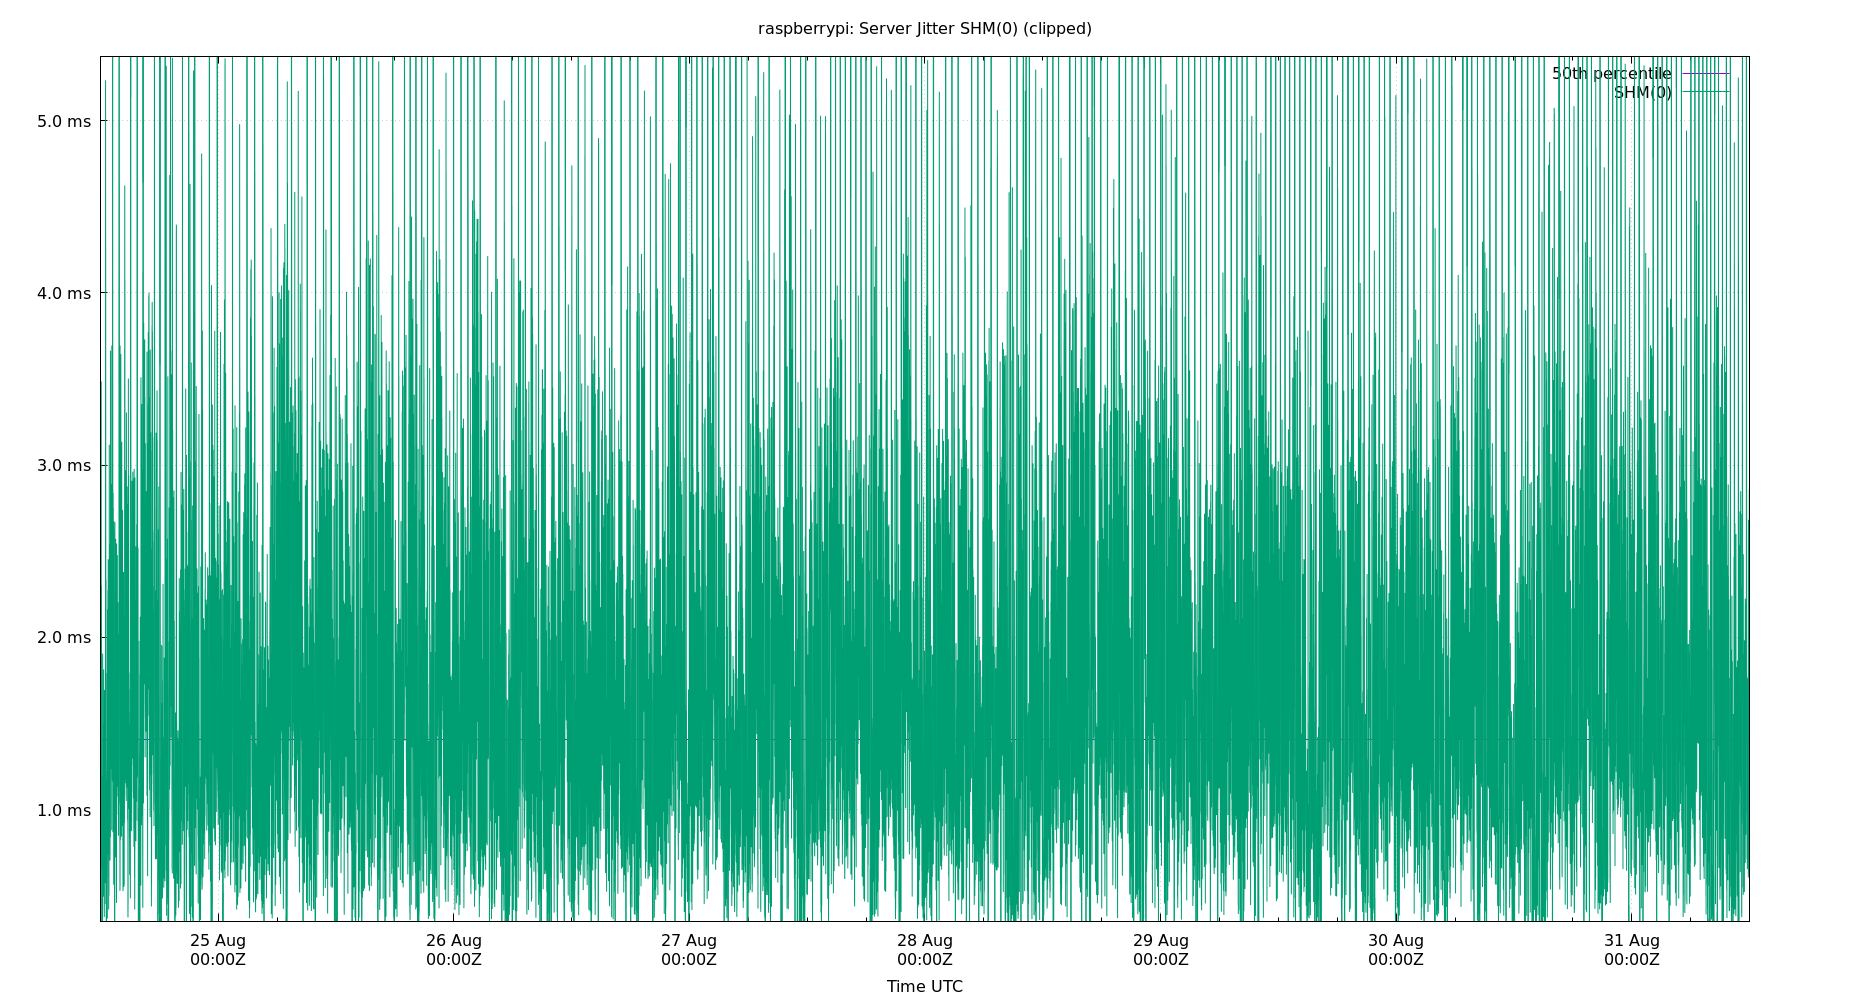 raspberrypi: Server Jitter SHM(0) (clipped)
50th percentile
SHM(0)
5.0 ms
4.0 ms
3.0 ms
2.0 ms
1.0 ms
25 Aug 26 Aug 27 Aug 28 Aug 29 Aug 30 Aug 31 Aug
00:00Z 00:00Z 00:00Z 00:00Z 00:00Z 00:00Z 00:00Z
Time UTC